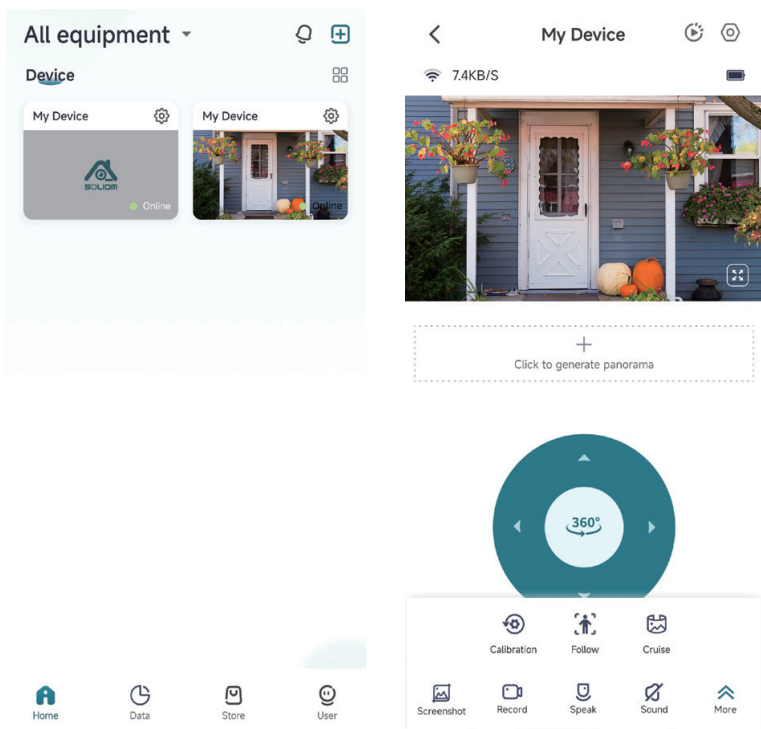 All equipment
Device
My Device
SOLIOM
Online
My Device
Online
Home
Data
Store
User
My Device
7.4KB/S
Click to generate panorama
360°
Calibration
Follow
Cruise
Screenshot
Record
Speak
Sound
More